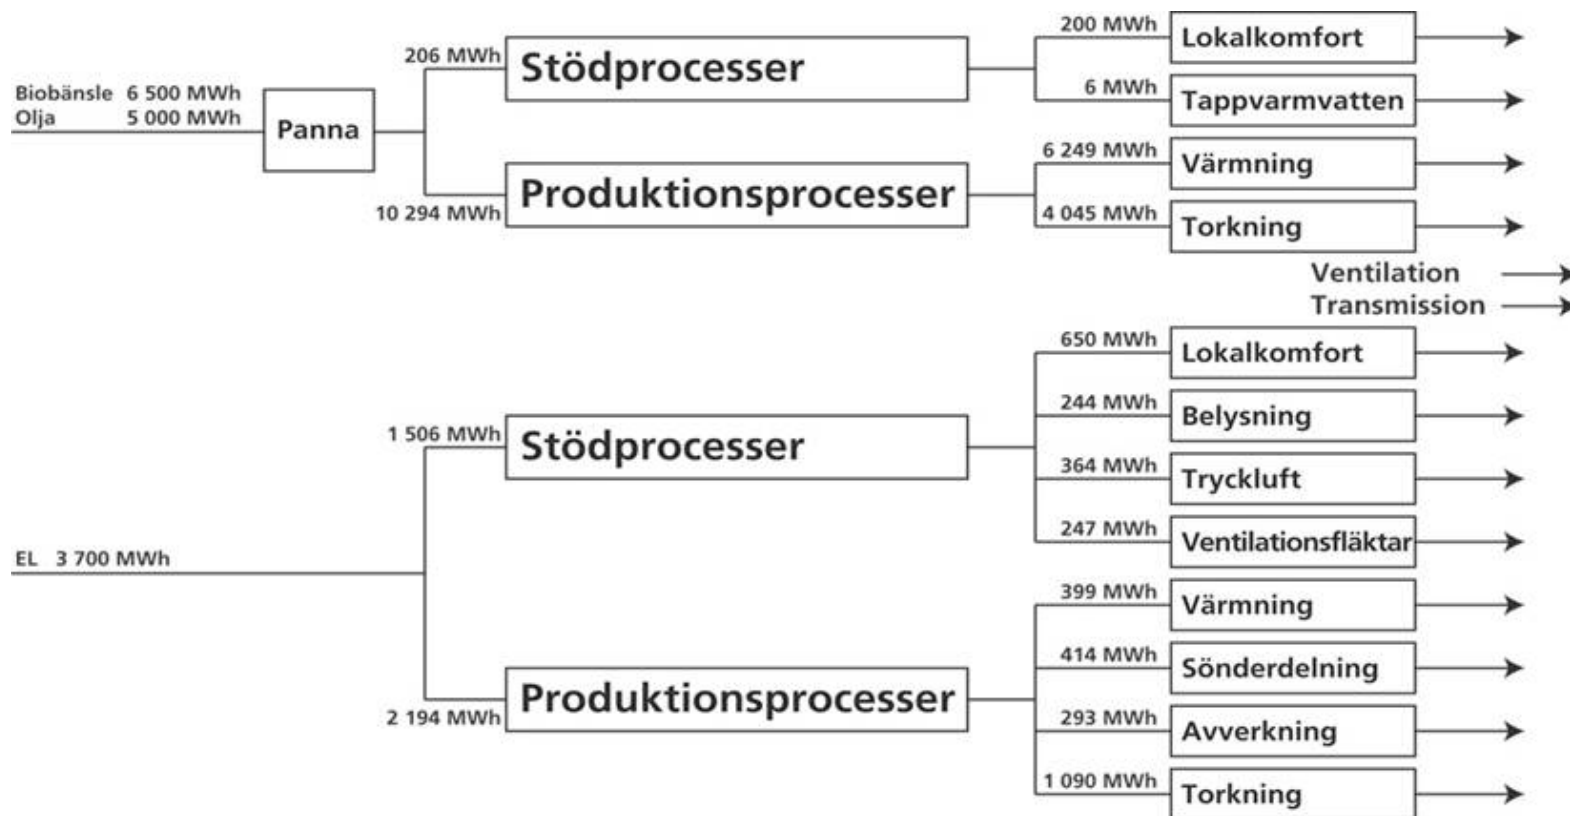 Biobänsle 6 500 MWh
Olja 5 000 MWh
Panna
206 MWh
Stödprocesser
200 MWh
Lokalkomfort
6 MWh
Tappvarmvatten
10 294 MWh
Produktionsprocesser
6 249 MWh
Värmning
4 045 MWh
Torkning
Ventilation
Transmission
EL 3 700 MWh
1 506 MWh
Stödprocesser
650 MWh
Lokalkomfort
244 MWh
Belysning
364 MWh
Tryckluft
247 MWh
Ventilationsfläktar
2 194 MWh
Produktionsprocesser
399 MWh
Värmning
414 MWh
Sönderdelning
293 MWh
Avverkning
1 090 MWh
Torkning